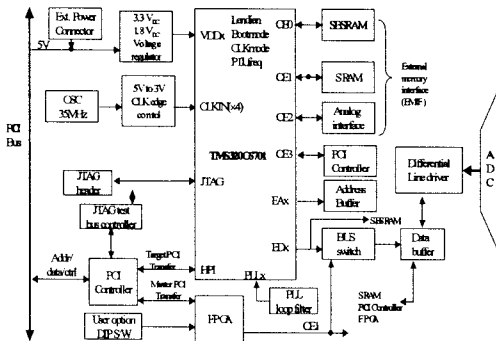 Ext. Power
Connector
5V
3.3 VDC
1.8 VDC
Voltage
regulator
OSC
35MHz
5V to 3V
CLK edge
control
PCI
Bus
JTAG
header
JTAG test
bus controller
Addr/
data/ctrl
PCI
Controller
Target PCI
Transfer
Master PCI
Transfer
User option
DIP S/W
FPGA
VDDx
CLKIN(x4)
JTAG
HPI
Lendian
Bootmode
CLKmode
PLLfreq
TMS320C6701
CE0
CE1
CE2
CE3
EAx
EDx
PLLx
PLL
loop filter
CEi
SBSRAM
SRAM
Analog
interface
PCI
Controller
Address
Buffer
External
memory
interface
(EMIF)
SBSRAM
BUS
switch
Data
buffer
Differential
Line driver
A
D
C
SRAM
PCI Controller
FPGA